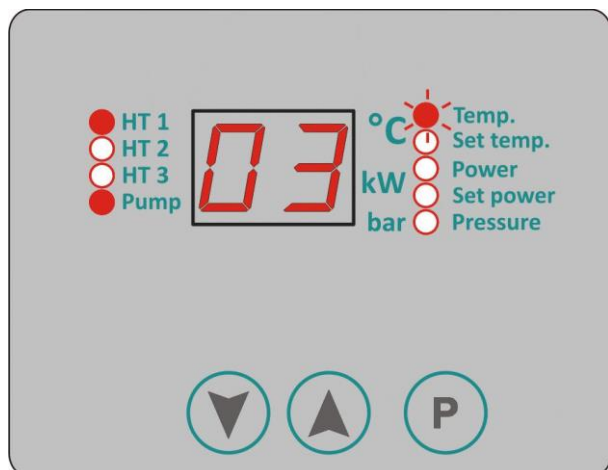 HT 1
HT 2
HT 3
Pump
03
°C
kW
bar
Temp.
Set temp.
Power
Set power
Pressure
P